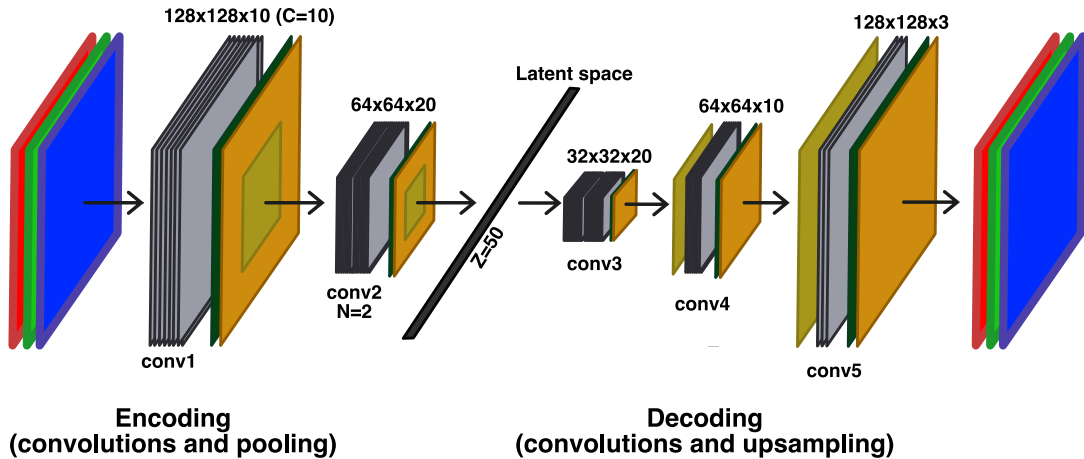 128x128x10 (C=10)
conv1
64x64x20
conv2
N=2
Latent space
Z=50
32x32x20
conv3
64x64x10
conv4
128x128x3
conv5
Encoding
(convolutions and pooling)
Decoding
(convolutions and upsampling)